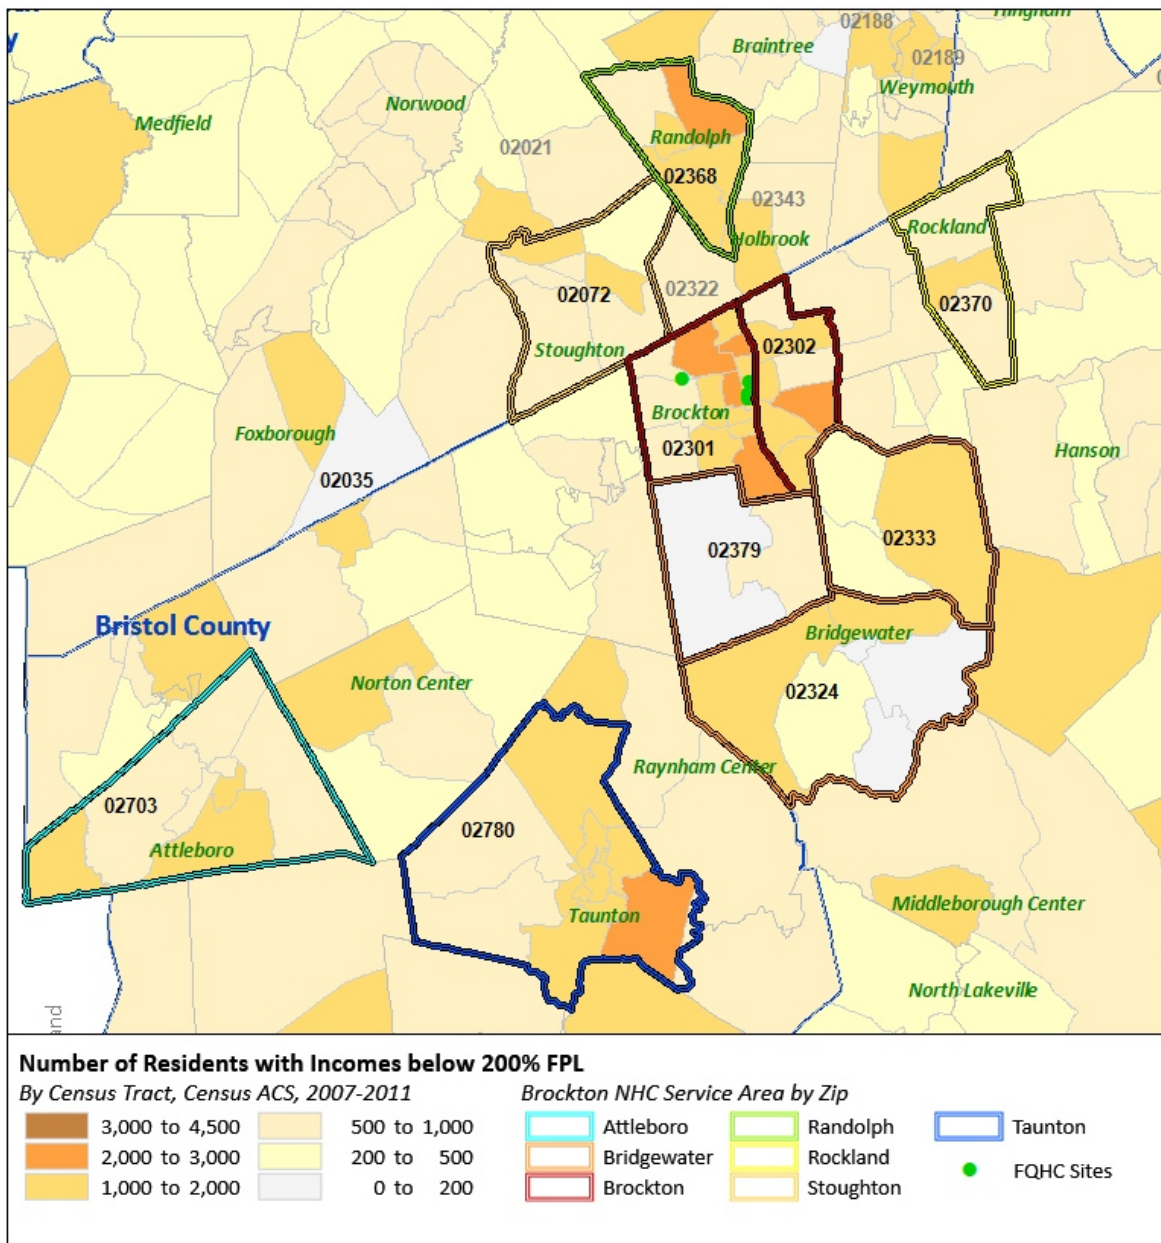 y
Hingham
02188
Braintree
02189
Weymouth
Norwood
Medfield
02021
Randolph
02368
02343
Holbrook
Rockland
02370
02072
02322
Stoughton
02302
Brockton
02301
Foxborough
02035
Hanson
02333
02379
Bristol County
Bridgewater
Norton Center
02324
Raynham Center
02703
02780
Attleboro
Taunton
Middleborough Center
North Lakeville
and
Number of Residents with Incomes below 200% FPL
By Census Tract, Census ACS, 2007-2011
3,000 to 4,500
2,000 to 3,000
1,000 to 2,000
500 to 1,000
200 to 500
0 to 200
Brockton NHC Service Area by Zip
Attleboro
Bridgewater
Brockton
Randolph
Rockland
Stoughton
Taunton
FQHC Sites